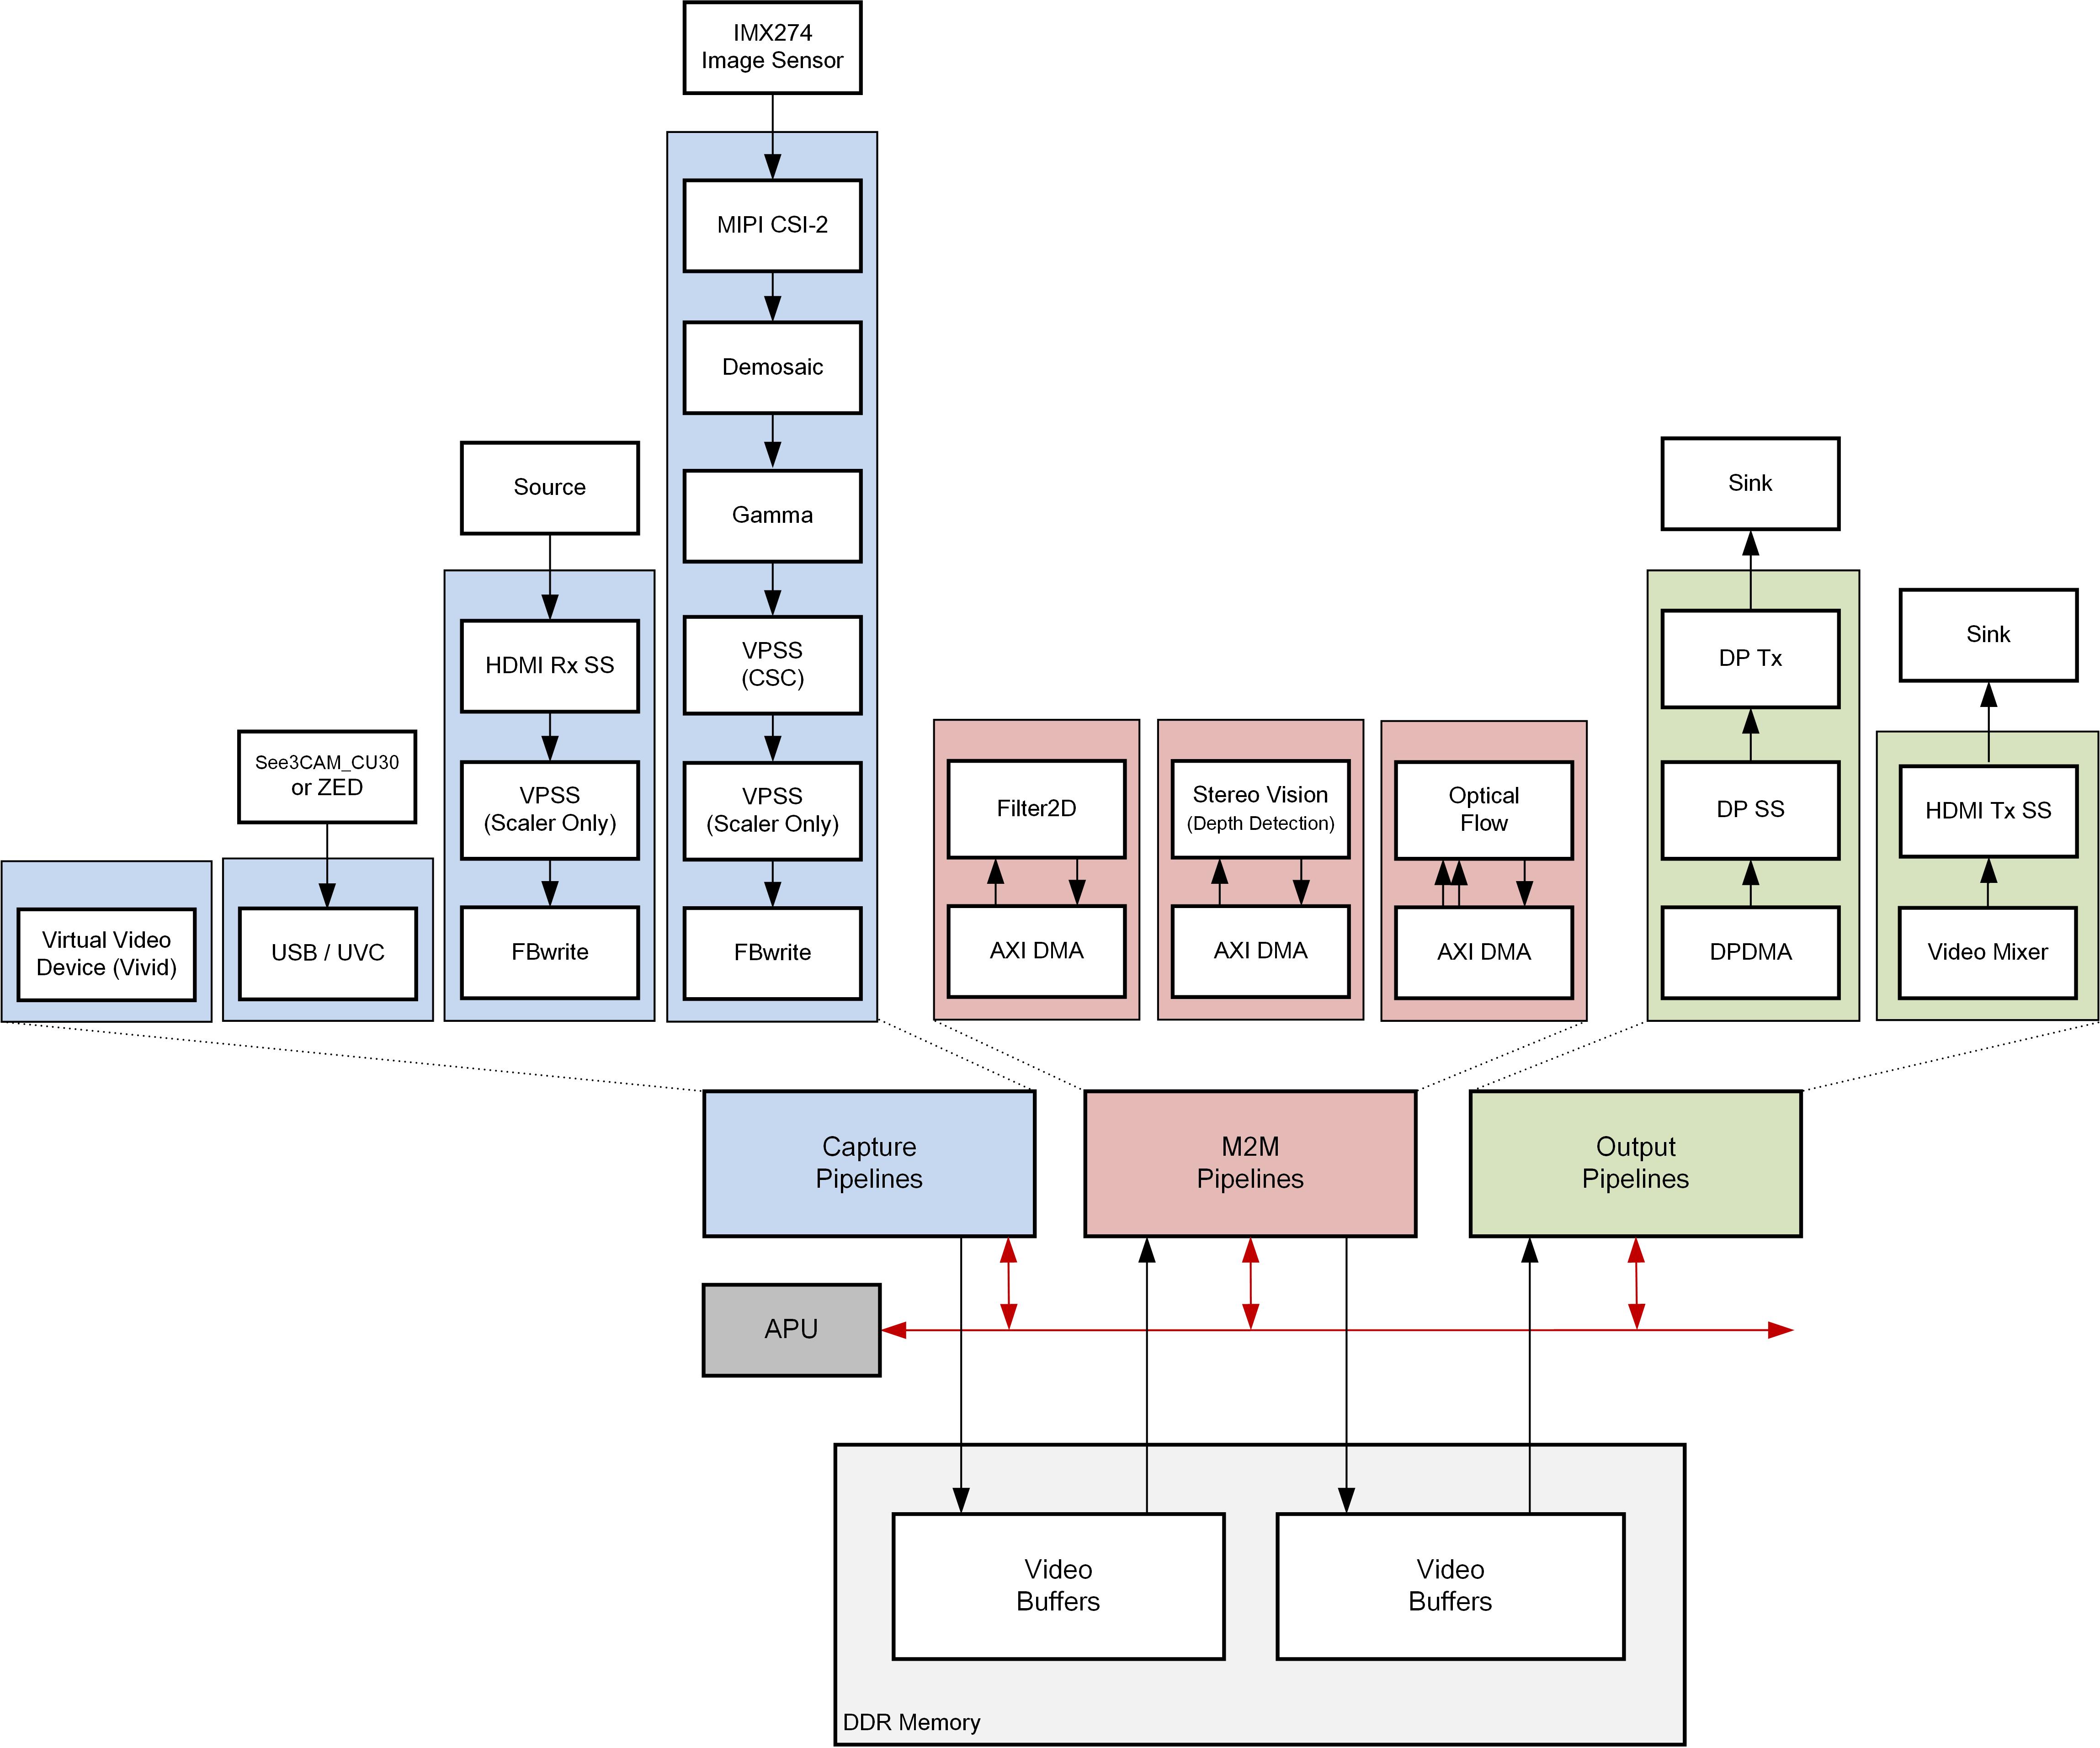 IMX274
Image Sensor
MIPI CSI-2
Demosaic
Gamma
VPSS
(CSC)
VPSS
(Scaler Only)
FBwrite
Source
HDMI Rx SS
VPSS
(Scaler Only)
FBwrite
See3CAM_CU30
or ZED
USB / UVC
Virtual Video
Device (Vivid)
Filter2D
AXI DMA
Stereo Vision
(Depth Detection)
AXI DMA
Optical
Flow
AXI DMA
Sink
DP Tx
DP SS
DPDMA
Sink
HDMI Tx SS
Video Mixer
Capture
Pipelines
M2M
Pipelines
Output
Pipelines
APU
Video
Buffers
Video
Buffers
DDR Memory